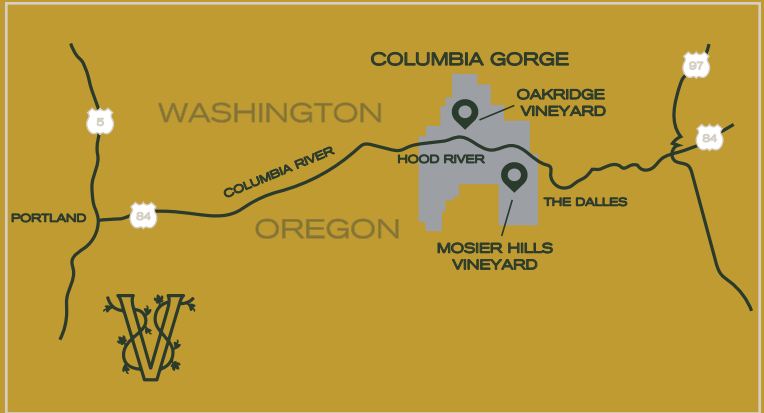 COLUMBIA GORGE
97
OAKRIDGE
VINEYARD
WASHINGTON
5
84
HOOD RIVER
COLUMBIA RIVER
THE DALLES
84
PORTLAND
OREGON
MOSIER HILLS
VINEYARD
VS